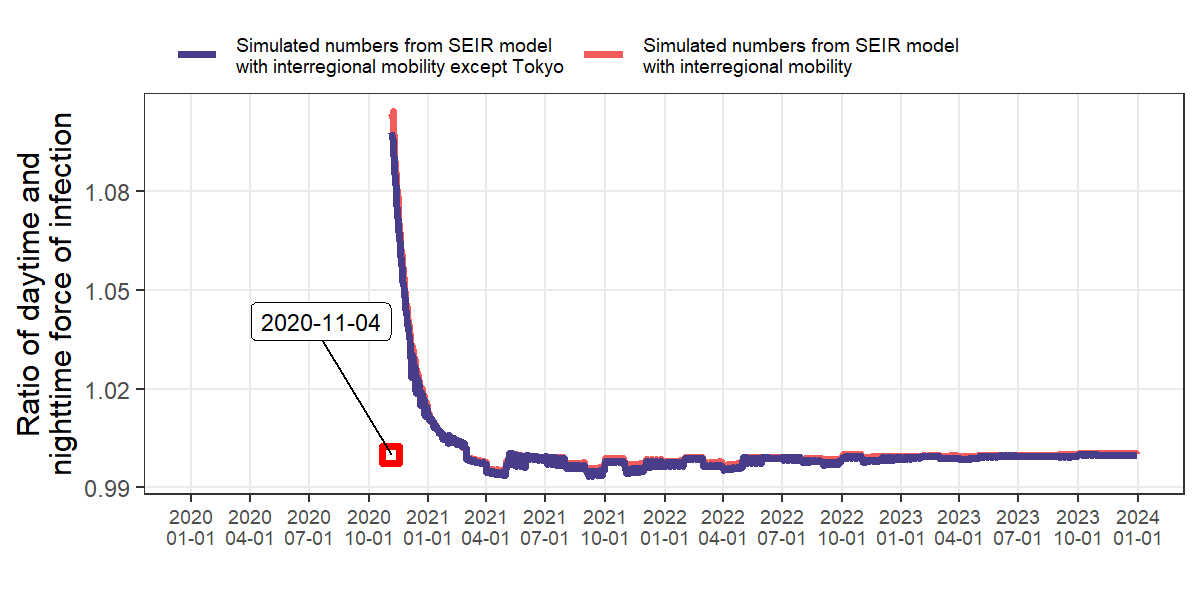 Simulated numbers from SEIR model
with interregional mobility except Tokyo
Simulated numbers from SEIR model
with interregional mobility
Ratio of daytime and
nighttime force of infection
1.08
1.05
1.02
0.99
2020-11-04
2020 2020 2020 2020 2021 2021 2021 2021 2022 2022 2022 2022 2023 2023 2023 2023 2024
01-01 04-01 07-01 10-01 01-01 04-01 07-01 10-01 01-01 04-01 07-01 10-01 01-01 04-01 07-01 10-01 01-01